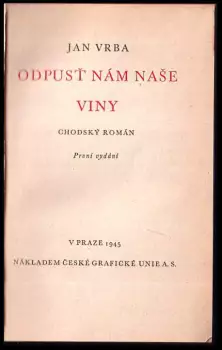 JAN VRBA
ODPUSŤ NÁM NAŠE
VINY
CHODSKÝ ROMÁN
První vydání
V PRAZE 1945
NÁKLADEM ČESKÉ GRAFICKÉ UNIE A. S.